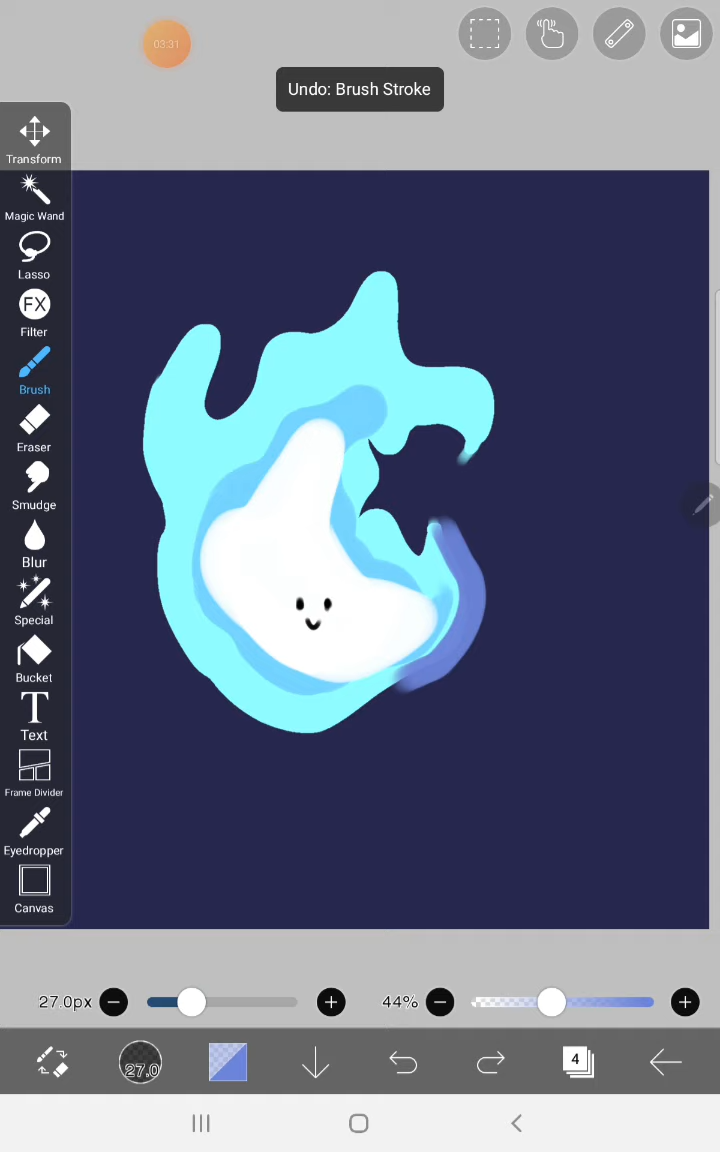 03:31
Undo: Brush Stroke
Transform
Magic Wand
Lasso
FX
Filter
Brush
Eraser
Smudge
Blur
Special
Bucket
T
Text
Frame Divider
Eyedropper
Canvas
27.0px
44%
27.0
4